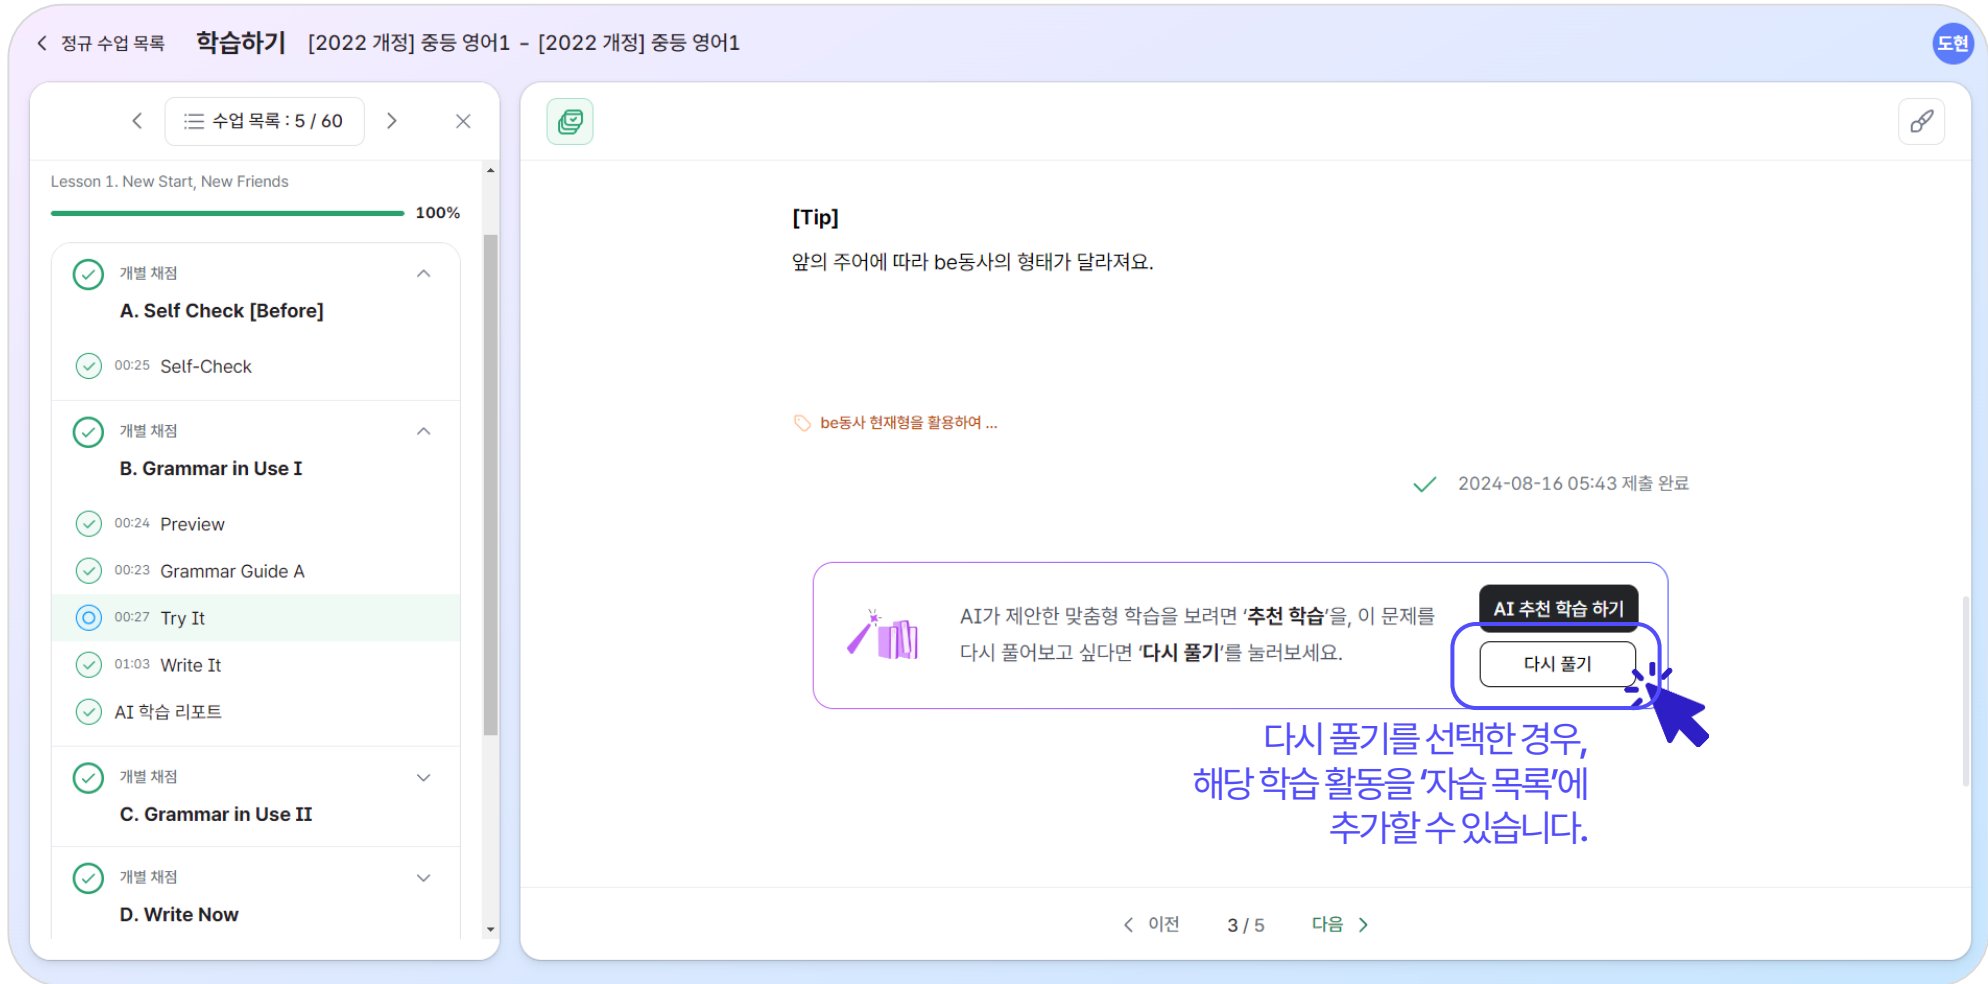 정규 수업 목록 학습하기 [2022 개정] 중등 영어1 - [2022 개정] 중등 영어1
도현
수업 목록 : 5 / 60
Lesson 1. New Start, New Friends
100%
개별 채점
A. Self Check [Before]
00:25 Self-Check
개별 채점
B. Grammar in Use I
00:24 Preview
00:23 Grammar Guide A
00:27 Try It
01:03 Write It
AI 학습 리포트
개별 채점
C. Grammar in Use II
개별 채점
D. Write Now
[Tip]
앞의 주어에 따라 be동사의 형태가 달라져요.
be동사 현재형을 활용하여 ...
2024-08-16 05:43 제출 완료
AI가 제안한 맞춤형 학습을 보려면 ‘추천 학습’을, 이 문제를
다시 풀어보고 싶다면 ‘다시 풀기’를 눌러보세요.
AI 추천 학습 하기
다시 풀기
다시 풀기를 선택한 경우,
해당 학습 활동을 ‘자습 목록’에
추가할 수 있습니다.
이전 3 / 5 다음